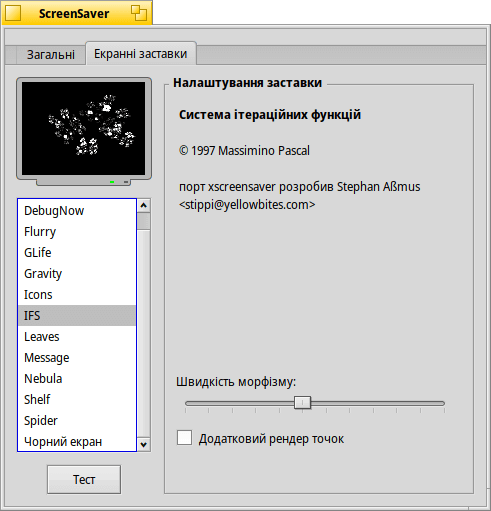 ScreenSaver
Загальні
Екранні заставки
DebugNow
Flurry
GLife
Gravity
Icons
IFS
Leaves
Message
Nebula
Shelf
Spider
Чорний екран
Тест
Налаштування заставки
Система ітераційних функцій
© 1997 Massimino Pascal
порт xscreensaver розробив Stephan Aßmus
<stippi@yellowbites.com>
Швидкість морфізму:
Додатковий рендер точок